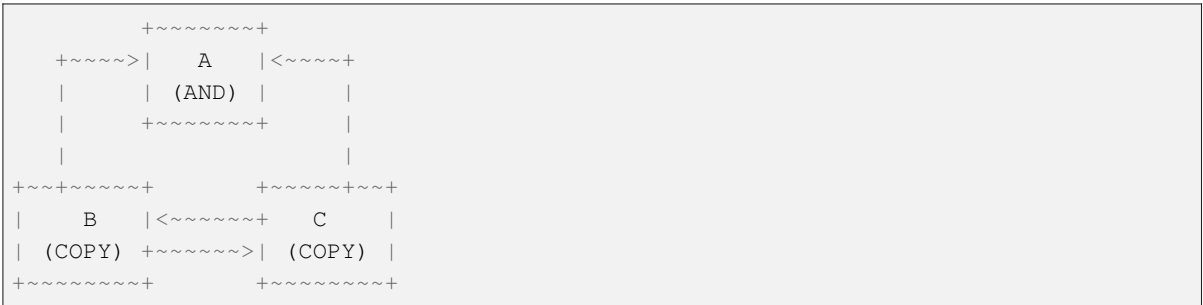 +~~~~~~~+
   +~~~~>|   A   |<~~~~+
   |     | (AND) |     |
   |     +~~~~~~~+     |
   |                   |
+~~+~~~~~+       +~~~~~+~~+
|    B   |<~~~~~~+   C    |
| (COPY) +~~~~~~>| (COPY) |
+~~~~~~~~+       +~~~~~~~~+